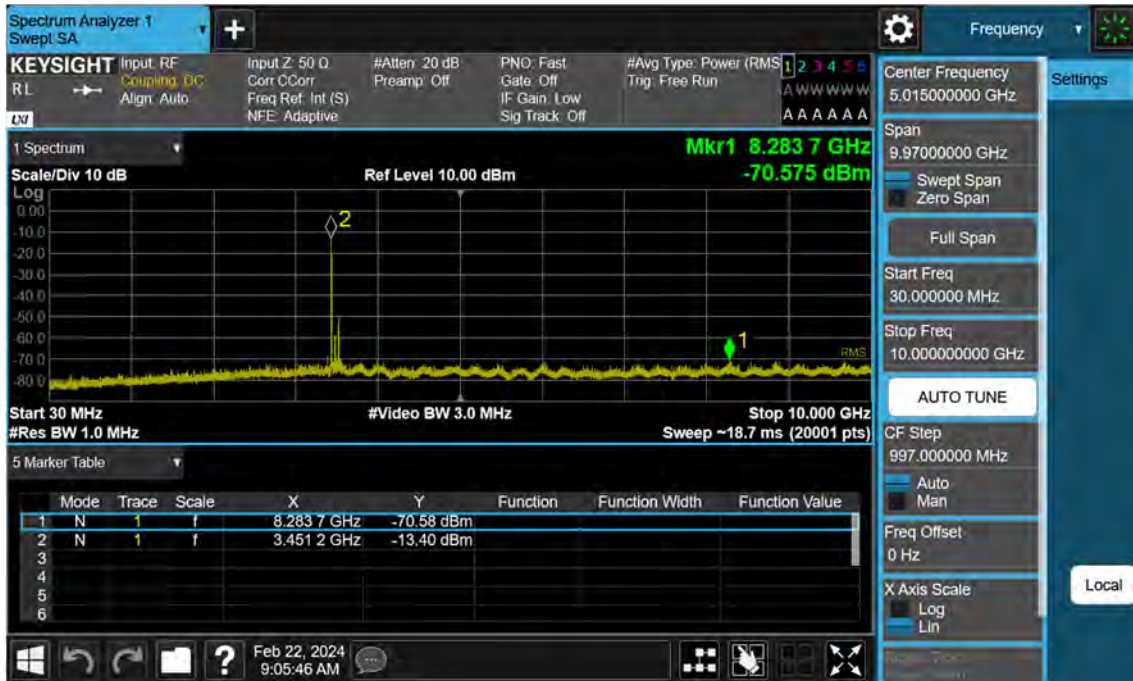 Spectrum Analyzer 1
Swept SA
+
Frequency
KEYSIGHT
RL
LXI
Input: RF
Coupling: DC
Align: Auto
Input Z: 50 Ω
Corr CCorr
Freq Ref: Int (S)
NFE: Adaptive
#Atten: 20 dB
Preamp: Off
PNO: Fast
Gate: Off
IF Gain: Low
Sig Track: Off
#Avg Type: Power (RMS
Trig: Free Run
1 2 3 4 5 6
A W W W W W
A A A A A A
1 Spectrum
Scale/Div 10 dB
Ref Level 10.00 dBm
Mkr1 8.283 7 GHz
-70.575 dBm
Log
0.00
-10.0
-20.0
-30.0
-40.0
-50.0
-60.0
-70.0
-80.0
2
1
RMS
Start 30 MHz
#Video BW 3.0 MHz
Stop 10.000 GHz
#Res BW 1.0 MHz
Sweep ~18.7 ms (20001 pts)
5 Marker Table
Mode Trace Scale X Y Function Function Width Function Value
1 N 1 f 8.283 7 GHz -70.58 dBm
2 N 1 f 3.451 2 GHz -13.40 dBm
3
4
5
6
?
Feb 22, 2024
9:05:46 AM
Center Frequency
5.015000000 GHz
Span
9.97000000 GHz
Swept Span
Zero Span
Full Span
Start Freq
30.000000 MHz
Stop Freq
10.000000000 GHz
AUTO TUNE
CF Step
997.000000 MHz
Auto
Man
Freq Offset
0 Hz
X Axis Scale
Log
Lin
Settings
Local